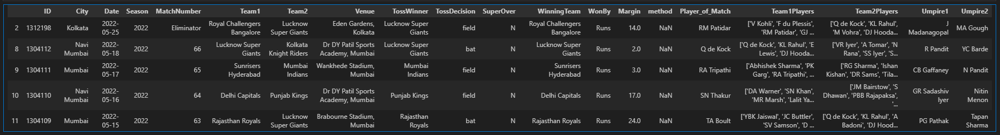 ID City Date Season MatchNumber Team1 Team2 Venue TossWinner TossDecision SuperOver WinningTeam WonBy Margin method Player_of_Match Team1Players Team2Players Umpire1 Umpire2
2 1312198 Kolkata 2022-05-25 2022 Eliminator Royal Challengers Bangalore Lucknow Super Giants Eden Gardens, Kolkata Lucknow Super Giants field N Royal Challengers Bangalore Runs 14.0 NaN RM Patidar ['V Kohli', 'F du Plessis', 'RM Patidar', 'GJ ... ['Q de Kock', 'KL Rahul', 'M Vohra', 'DJ Hooda... J Madanagopal MA Gough
8 1304112 Navi Mumbai 2022-05-18 2022 66 Lucknow Super Giants Kolkata Knight Riders Dr DY Patil Sports Academy, Mumbai Lucknow Super Giants bat N Lucknow Super Giants Runs 2.0 NaN Q de Kock ['Q de Kock', 'KL Rahul', 'E Lewis', 'DJ Hooda... ['VR Iyer', 'A Tomar', 'N Rana', 'SS Iyer', 'S... R Pandit YC Barde
9 1304111 Mumbai 2022-05-17 2022 65 Sunrisers Hyderabad Mumbai Indians Wankhede Stadium, Mumbai Mumbai Indians field N Sunrisers Hyderabad Runs 3.0 NaN RA Tripathi ['Abhishek Sharma', 'PK Garg', 'RA Tripathi', ... ['RG Sharma', 'Ishan Kishan', 'DR Sams', 'Tila... CB Gaffaney N Pandit
10 1304110 Navi Mumbai 2022-05-16 2022 64 Delhi Capitals Punjab Kings Dr DY Patil Sports Academy, Mumbai Punjab Kings field N Delhi Capitals Runs 17.0 NaN SN Thakur ['DA Warner', 'SN Khan', 'MR Marsh', 'Lalit Ya... ['JM Bairstow', 'S Dhawan', 'PBB Rajapaksa', '... GR Sadashiv Iyer Nitin Menon
11 1304109 Mumbai 2022-05-15 2022 63 Rajasthan Royals Lucknow Super Giants Brabourne Stadium, Mumbai Rajasthan Royals bat N Rajasthan Royals Runs 24.0 NaN TA Boult ['YBK Jaiswal', 'JC Buttler', 'SV Samson', 'D ... ['Q de Kock', 'KL Rahul', 'A Badoni', 'DJ Hood... PG Pathak Tapan Sharma